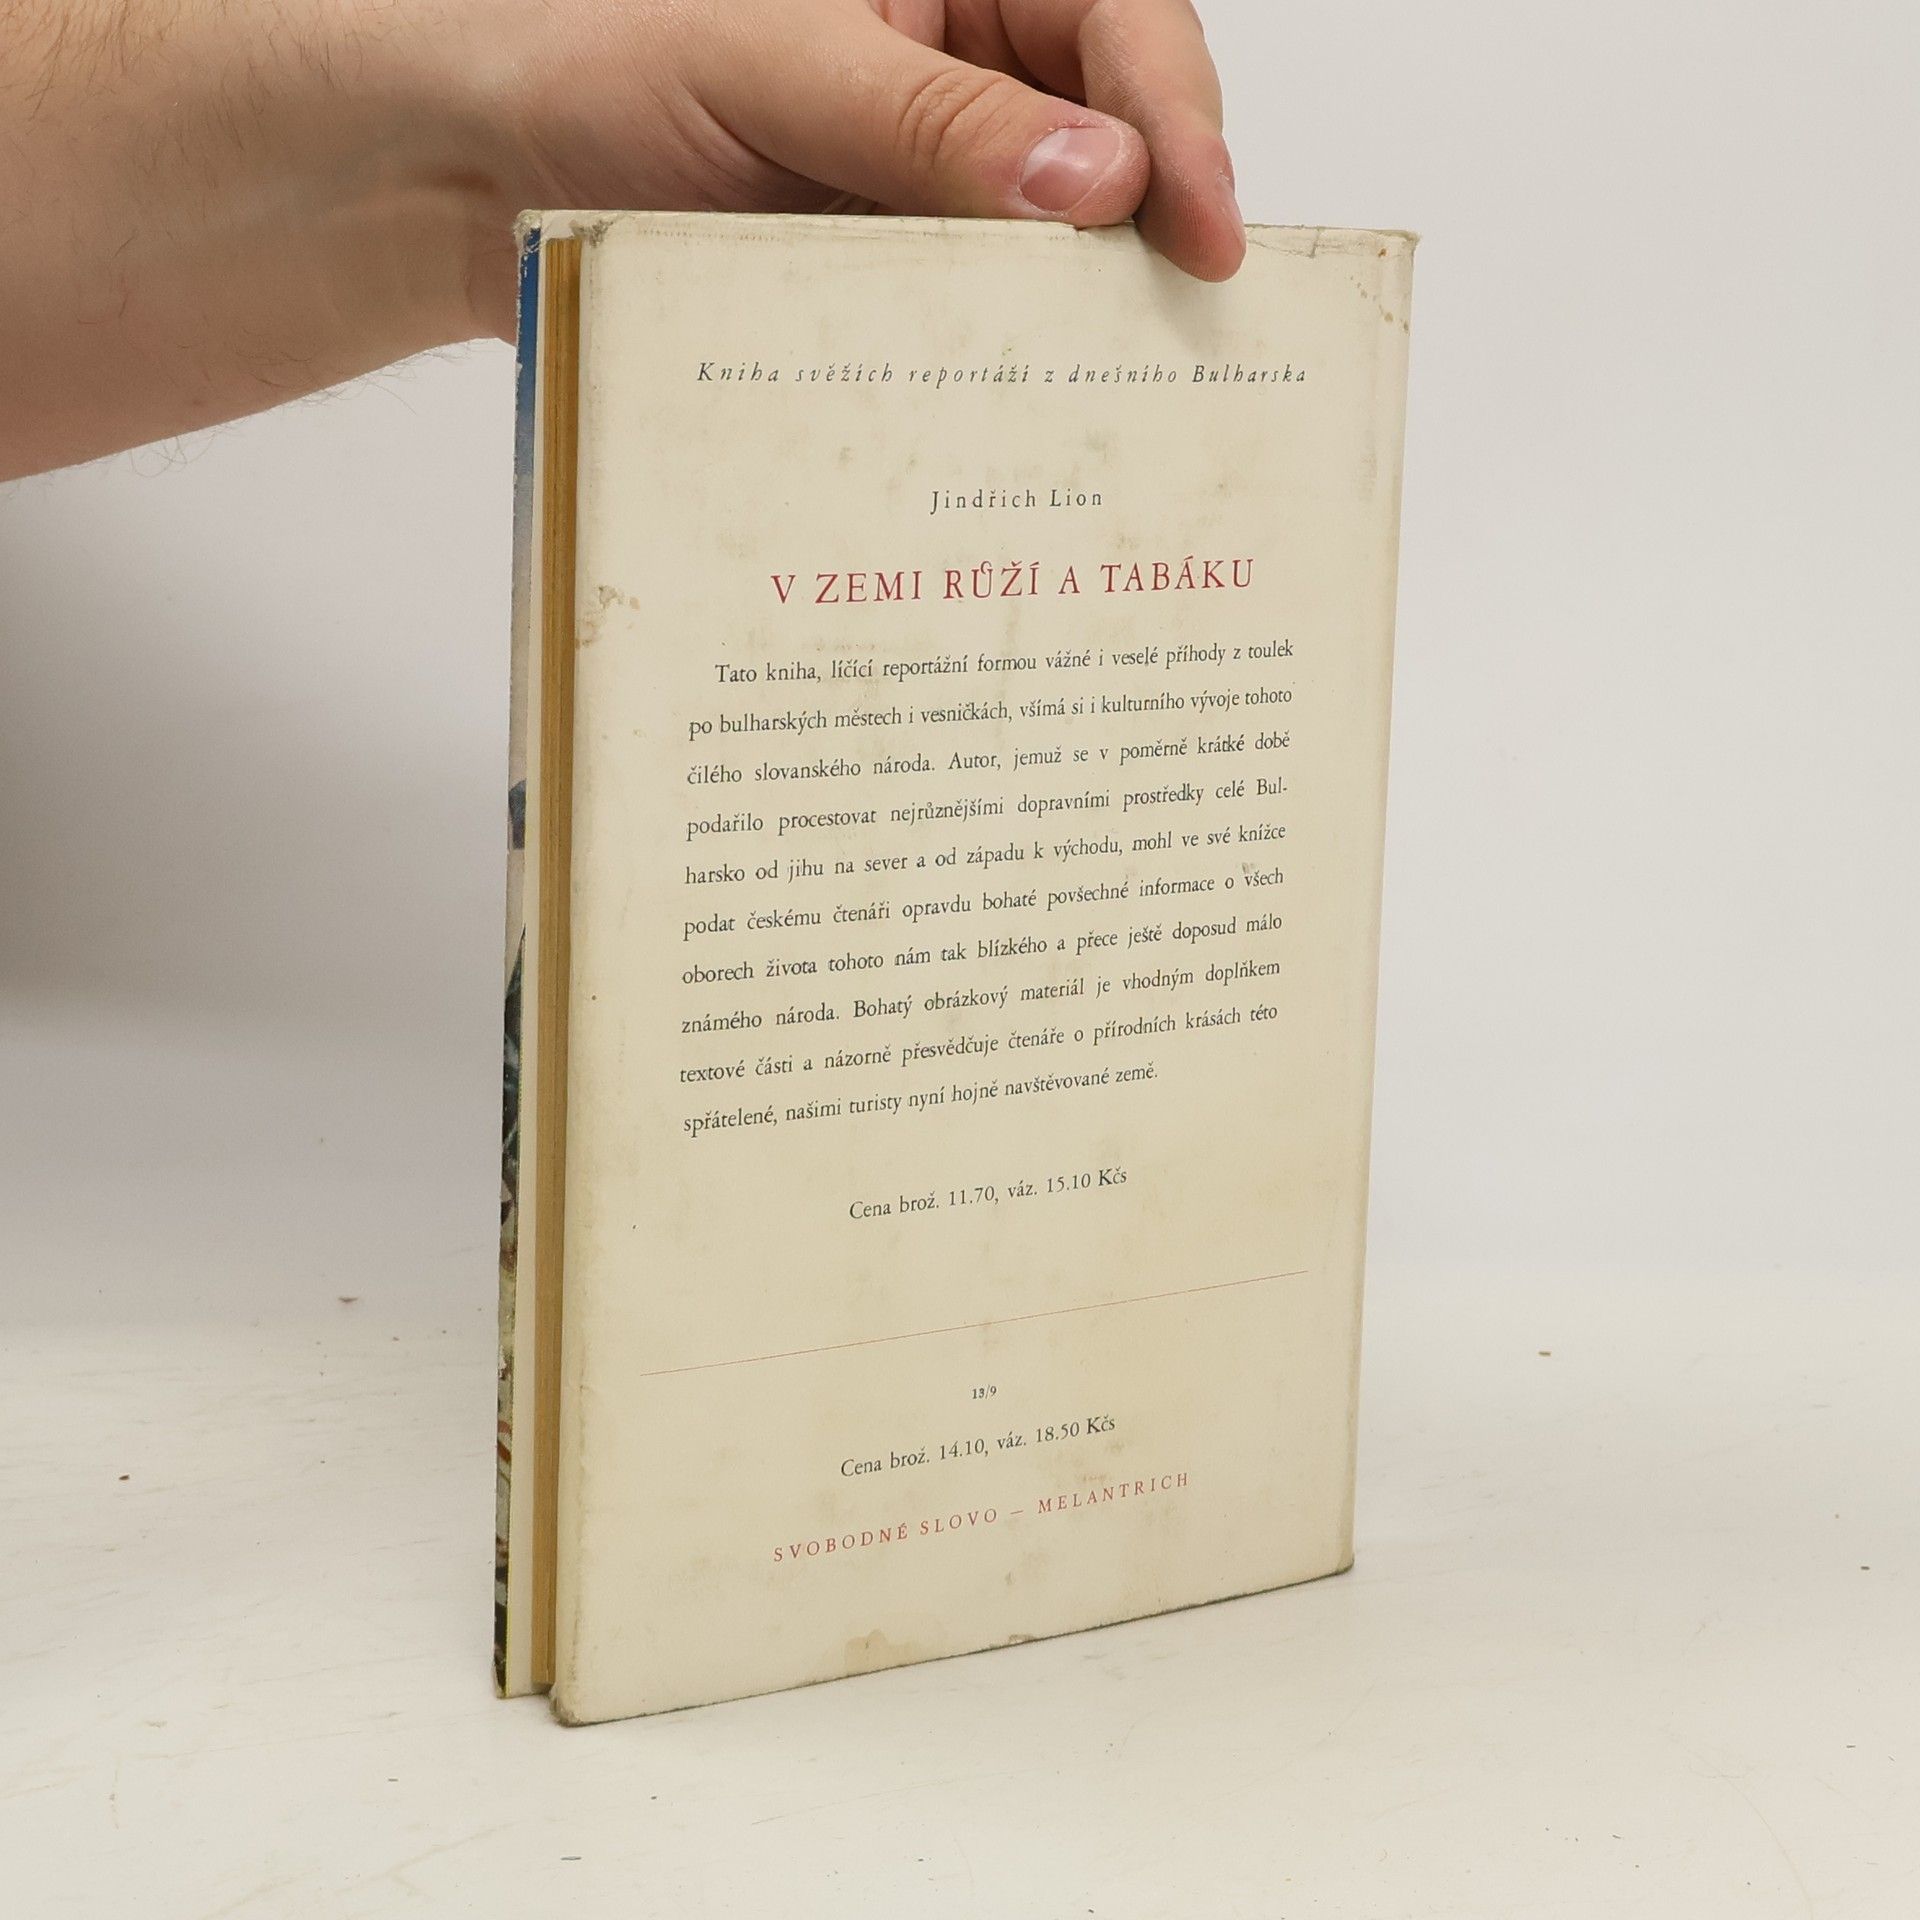 Kniha svěžích reportáží z dnešního Bulharska
Jindřich Lion
V ZEMI RŮŽÍ A TABÁKU
Tato kniha, líčící reportážní formou vážné i veselé příhody z toulek
po bulharských městech i vesničkách, všímá si i kulturního vývoje tohoto
čilého slovanského národa. Autor, jemuž se v poměrně krátké době
podařilo procestovat nejrůznějšími dopravními prostředky celé Bul-
harsko od jihu na sever a od západu k východu, mohl ve své knížce
podat českému čtenáři opravdu bohaté povšechné informace o všech
oborech života tohoto nám tak blízkého a přece ještě doposud málo
známého národa. Bohatý obrázkový materiál je vhodným doplňkem
textové části a názorně přesvědčuje čtenáře o přírodních krásách této
spřátelené, našimi turisty nyní hojně navštěvované země.
Cena brož. 11.70, váz. 15.10 Kčs
13/9
Cena brož. 14.10, váz. 18.50 Kčs
SVOBODNÉ SLOVO – MELANTRICH